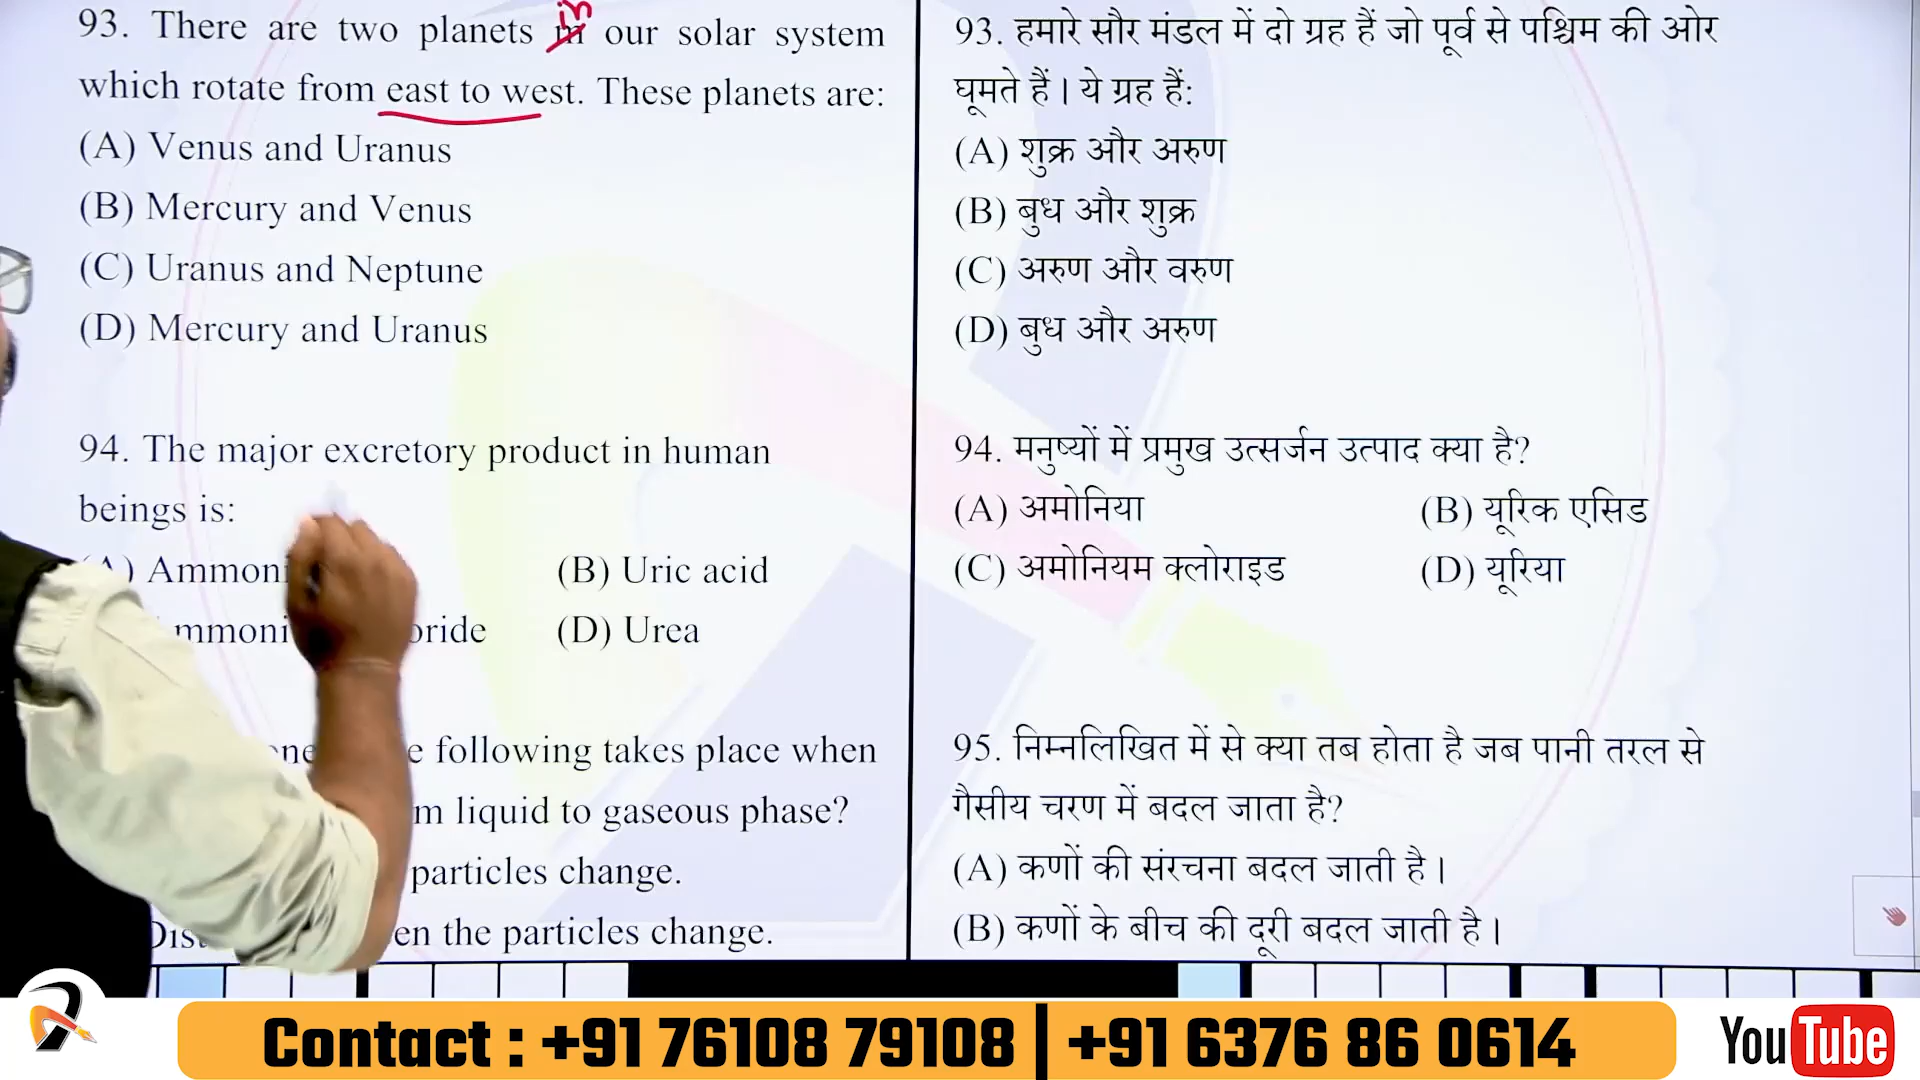 93. There are two planets in our solar system
which rotate from east to west. These planets are:
(A) Venus and Uranus
(B) Mercury and Venus
(C) Uranus and Neptune
(D) Mercury and Uranus
94. The major excretory product in human
beings is:
(B) Uric acid
(D) Urea
following takes place when
liquid to gaseous phase?
particles change.
the particles change.
93. हमारे सौर मंडल में दो ग्रह हैं जो पूर्व से पश्चिम की ओर
घूमते हैं। ये ग्रह हैं:
(A) शुक्र और अरुण
(B) बुध और शुक्र
(C) अरुण और वरुण
(D) बुध और अरुण
94. मनुष्यों में प्रमुख उत्सर्जन उत्पाद क्या है?
(A) अमोनिया (B) यूरिक एसिड
(C) अमोनियम क्लोराइड (D) यूरिया
95. निम्नलिखित में से क्या तब होता है जब पानी तरल से
गैसीय चरण में बदल जाता है?
(A) कणों की संरचना बदल जाती है।
(B) कणों के बीच की दूरी बदल जाती है।
Contact : +91 76108 79108 | +91 6376 86 0614
YouTube